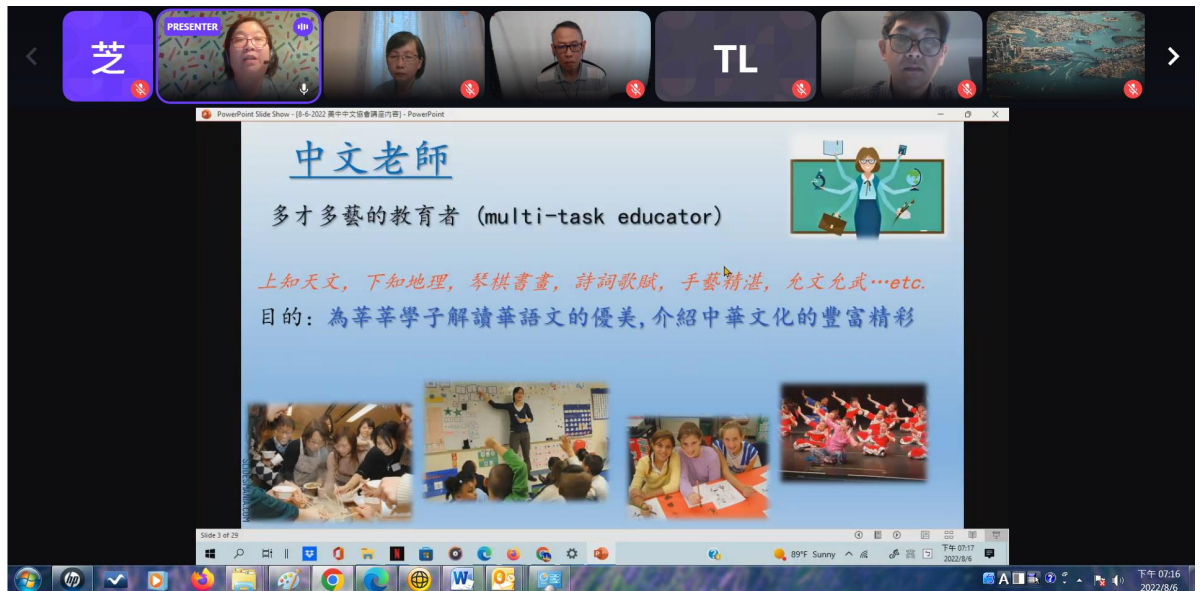 芝
PRESENTER
TL
PowerPoint Slide Show - [8-6-2022 美中中文協會講座內容] - PowerPoint
中文老師
多才多藝的教育者 (multi-task educator)
上知天文, 下知地理, 琴棋書畫, 詩詞歌賦, 手藝精湛, 允文允武…etc.
目的: 為莘莘學子解讀華語文的優美,介紹中華文化的豐富精彩
Slide 3 of 29
89°F Sunny
下午 07:17
2022/8/6
下午 07:16
2022/8/6